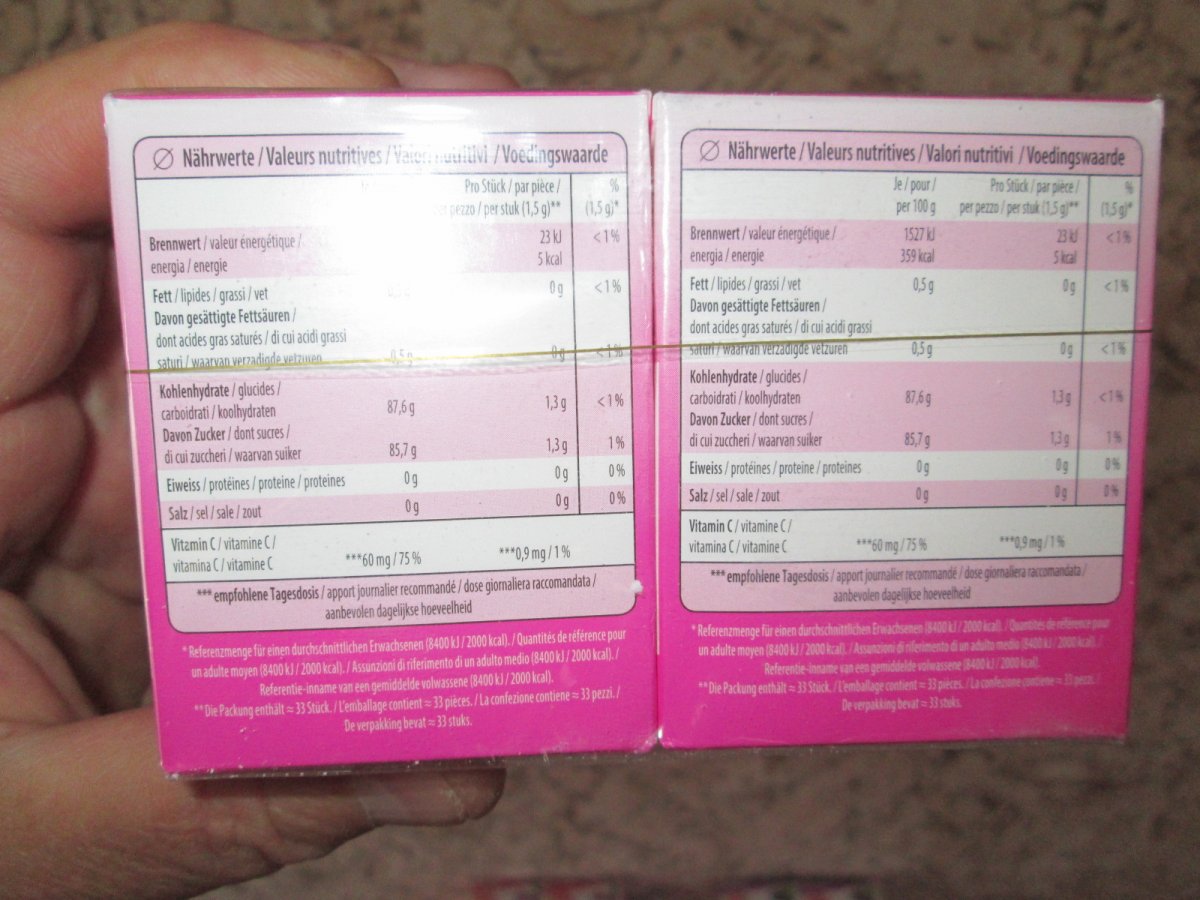 Ø Nährwerte / Valeurs nutritives / Valori nutritivi / Voedingswaarde
Pro Stück / par pièce / %
per pezzo / per stuk (1,5 g)** (1,5 g)*
Brennwert / valeur énergétique / 23 kJ <1%
energia / energie 5 kcal
Fett / lipides / grassi / vet 0 g <1%
Davon gesättigte Fettsäuren /
dont acides gras saturés / di cui acidi grassi
saturi / waarvan verzadigde vetzuren 0,5 g 0 g <1%
Kohlenhydrate / glucides /
carboidrati / koolhydraten 87,6 g 1,3 g <1%
Davon Zucker / dont sucres /
di cui zuccheri / waarvan suiker 85,7 g 1,3 g 1%
Eiweiss / protéines / proteine / proteines 0 g 0 g 0%
Salz / sel / sale / zout 0 g 0 g 0%
Vitamin C / vitamine C /
vitamina C / vitamine C ***60 mg / 75 % ***0,9 mg / 1 %
*** empfohlene Tagesdosis / apport journalier recommandé / dose giornaliera raccomandata /
aanbevolen dagelijkse hoeveelheid
* Referenzmenge für einen durchschnittlichen Erwachsenen (8400 kJ / 2000 kcal). / Quantités de référence pour
un adulte moyen (8400 kJ / 2000 kcal). / Assunzioni di riferimento di un adulto medio (8400 kJ / 2000 kcal). /
Referentie-inname van een gemiddelde volwassene (8400 kJ / 2000 kcal).
** Die Packung enthält ≈ 33 Stück. / L'emballage contient ≈ 33 pièces. / La confezione contiene ≈ 33 pezzi. /
De verpakking bevat ≈ 33 stuks.
Ø Nährwerte / Valeurs nutritives / Valori nutritivi / Voedingswaarde
Je / pour / Pro Stück / par pièce / %
per 100 g per pezzo / per stuk (1,5 g)** (1,5 g)*
Brennwert / valeur énergétique / 1527 kJ 23 kJ <1%
energia / energie 359 kcal 5 kcal
Fett / lipides / grassi / vet 0,5 g 0 g <1%
Davon gesättigte Fettsäuren /
dont acides gras saturés / di cui acidi grassi
saturi / waarvan verzadigde vetzuren 0,5 g 0 g <1%
Kohlenhydrate / glucides /
carboidrati / koolhydraten 87,6 g 1,3 g <1%
Davon Zucker / dont sucres /
di cui zuccheri / waarvan suiker 85,7 g 1,3 g 1%
Eiweiss / protéines / proteine / proteines 0 g 0 g 0%
Salz / sel / sale / zout 0 g 0 g 0%
Vitamin C / vitamine C /
vitamina C / vitamine C ***60 mg / 75 % ***0,9 mg / 1 %
*** empfohlene Tagesdosis / apport journalier recommandé / dose giornaliera raccomandata /
aanbevolen dagelijkse hoeveelheid
* Referenzmenge für einen durchschnittlichen Erwachsenen (8400 kJ / 2000 kcal). / Quantités de référence pour
un adulte moyen (8400 kJ / 2000 kcal). / Assunzioni di riferimento di un adulto medio (8400 kJ / 2000 kcal). /
Referentie-inname van een gemiddelde volwassene (8400 kJ / 2000 kcal).
** Die Packung enthält ≈ 33 Stück. / L'emballage contient ≈ 33 pièces. / La confezione contiene ≈ 33 pezzi. /
De verpakking bevat ≈ 33 stuks.